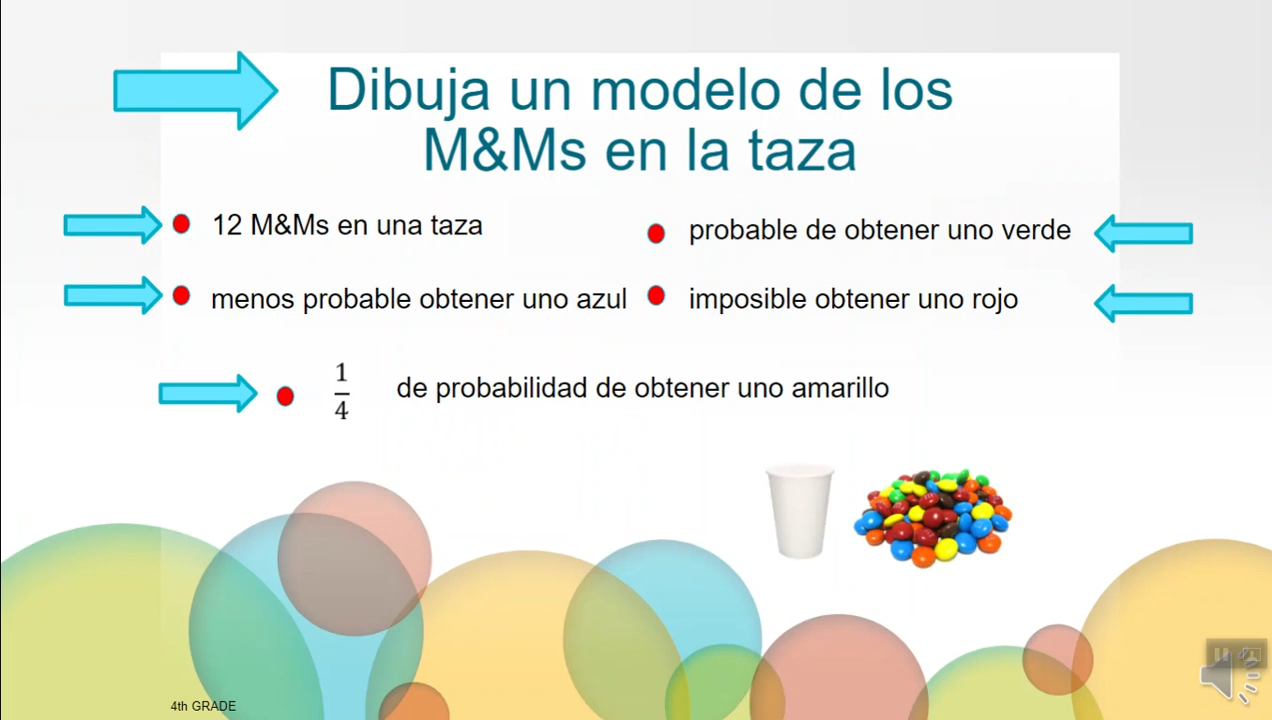 Dibuja un modelo de los
M&Ms en la taza
12 M&Ms en una taza
probable de obtener uno verde
menos probable obtener uno azul
imposible obtener uno rojo
1/4 de probabilidad de obtener uno amarillo
4th GRADE